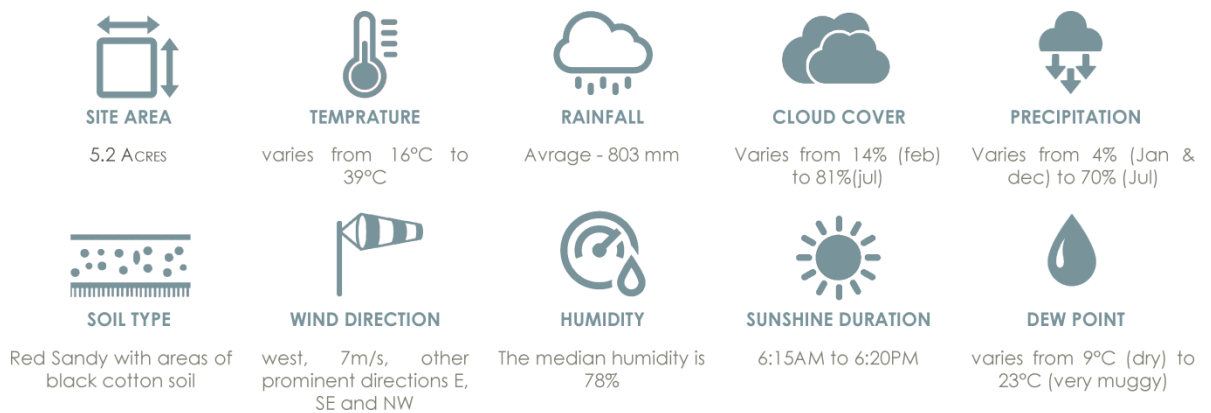 SITE AREA
5.2 ACRES
TEMPRATURE
varies from 16°C to
39°C
RAINFALL
Avrage - 803 mm
CLOUD COVER
Varies from 14% (feb)
to 81%(jul)
PRECIPITATION
Varies from 4% (Jan &
dec) to 70% (Jul)
SOIL TYPE
Red Sandy with areas of
black cotton soil
WIND DIRECTION
west, 7m/s, other
prominent directions E,
SE and NW
HUMIDITY
The median humidity is
78%
SUNSHINE DURATION
6:15AM to 6:20PM
DEW POINT
varies from 9°C (dry) to
23°C (very muggy)